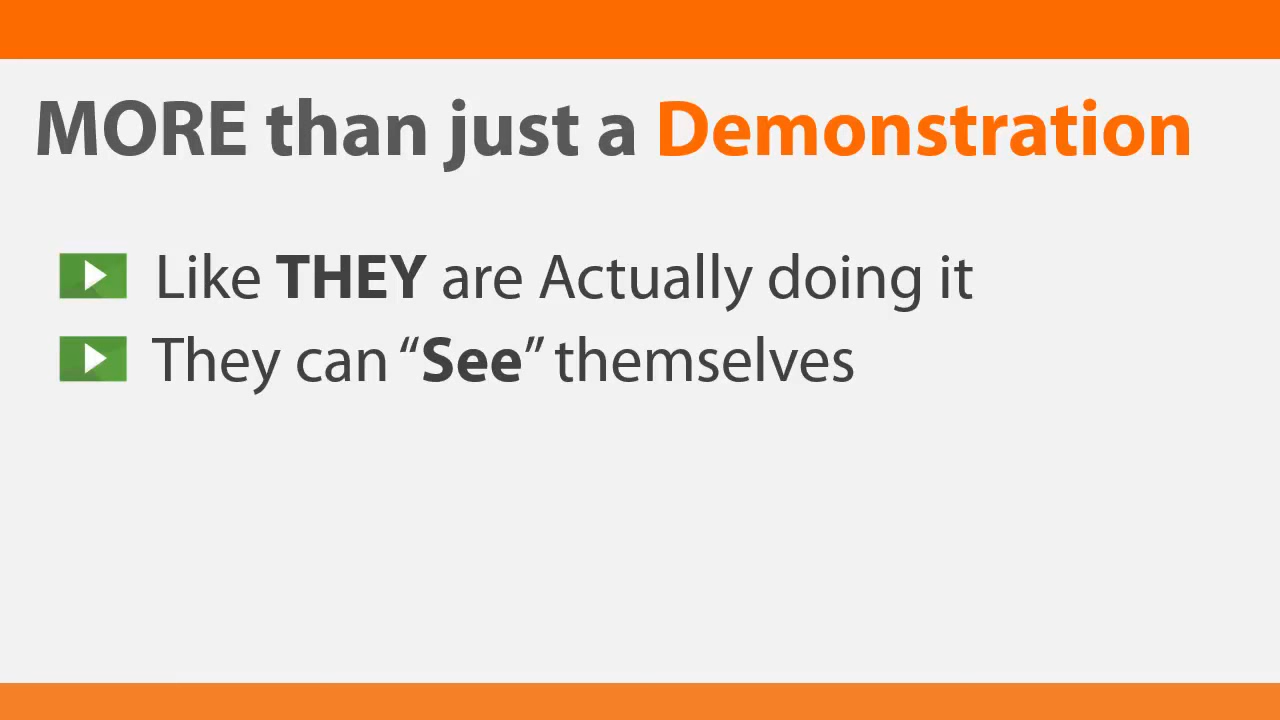 MORE than just a Demonstration
Like THEY are Actually doing it
They can “See” themselves